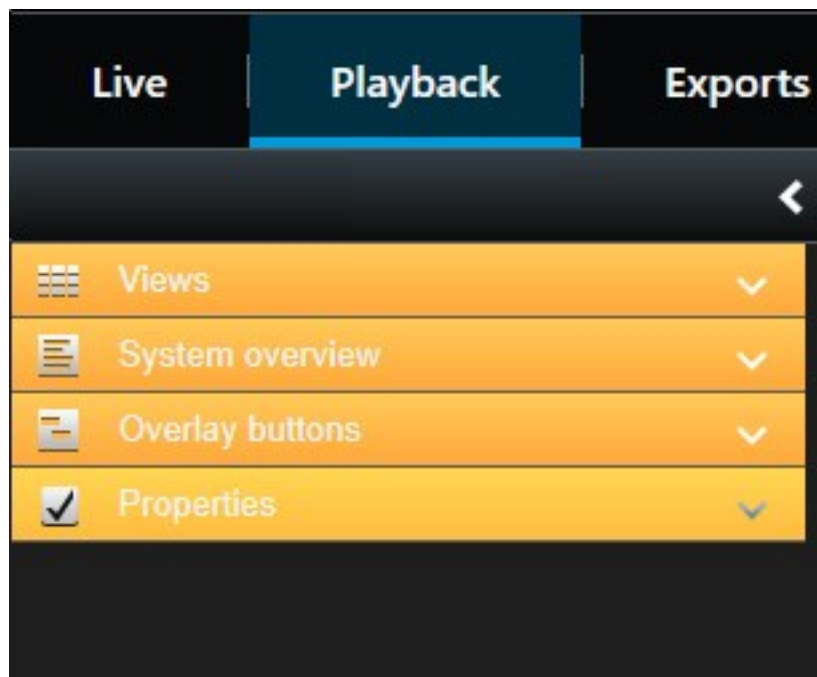 Live Playback Exports
Views
System overview
Overlay buttons
Properties